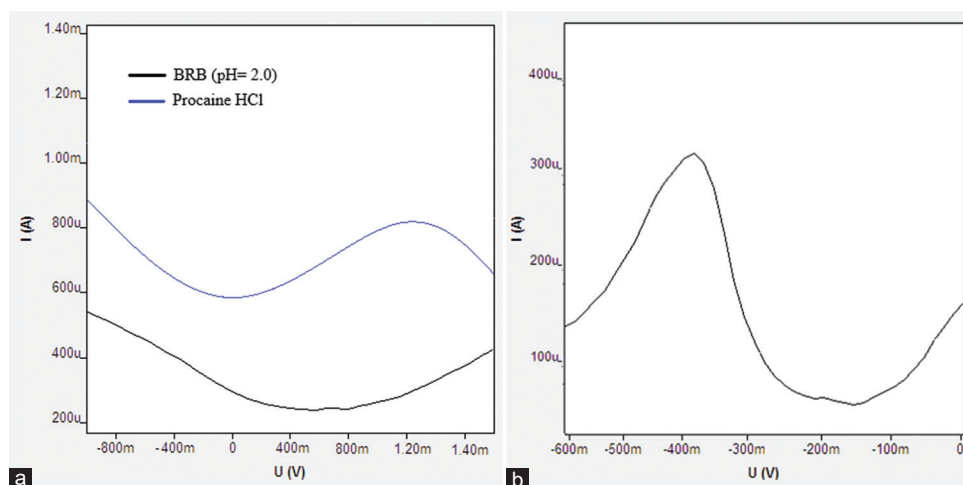 1.40m
1.20m
1.00m
800u
600u
400u
200u
I (A)
BRB (pH= 2.0)
Procaine HCl
-800m -400m 0 400m 800m 1.20m 1.40m
U (V)
a
400u
300u
200u
100u
I (A)
-600m -500m -400m -300m -200m -100m 0
U (V)
b